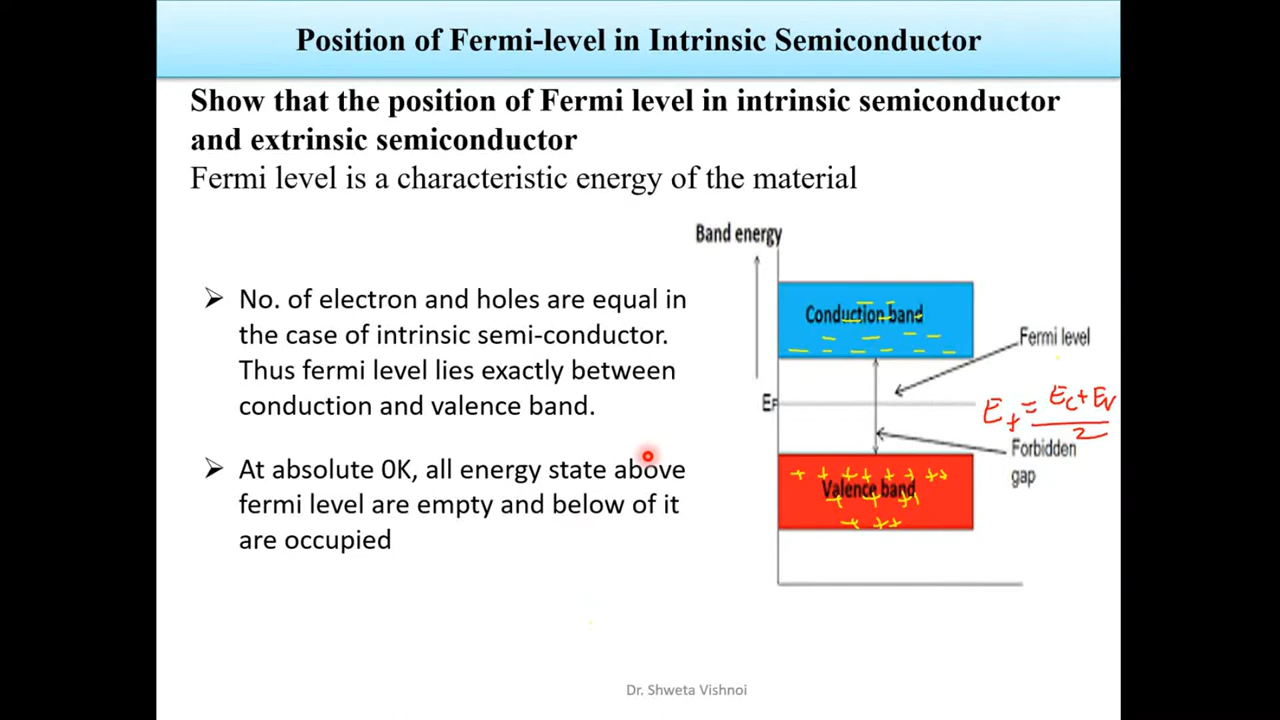 Position of Fermi-level in Intrinsic Semiconductor
Show that the position of Fermi level in intrinsic semiconductor
and extrinsic semiconductor
Fermi level is a characteristic energy of the material
➢ No. of electron and holes are equal in
the case of intrinsic semi-conductor.
Thus fermi level lies exactly between
conduction and valence band.
➢ At absolute 0K, all energy state above
fermi level are empty and below of it
are occupied
Band energy
Conduction band
Fermi level
EF
Ef = Ec + Ev
2
Forbidden
gap
Valence band
Dr. Shweta Vishnoi